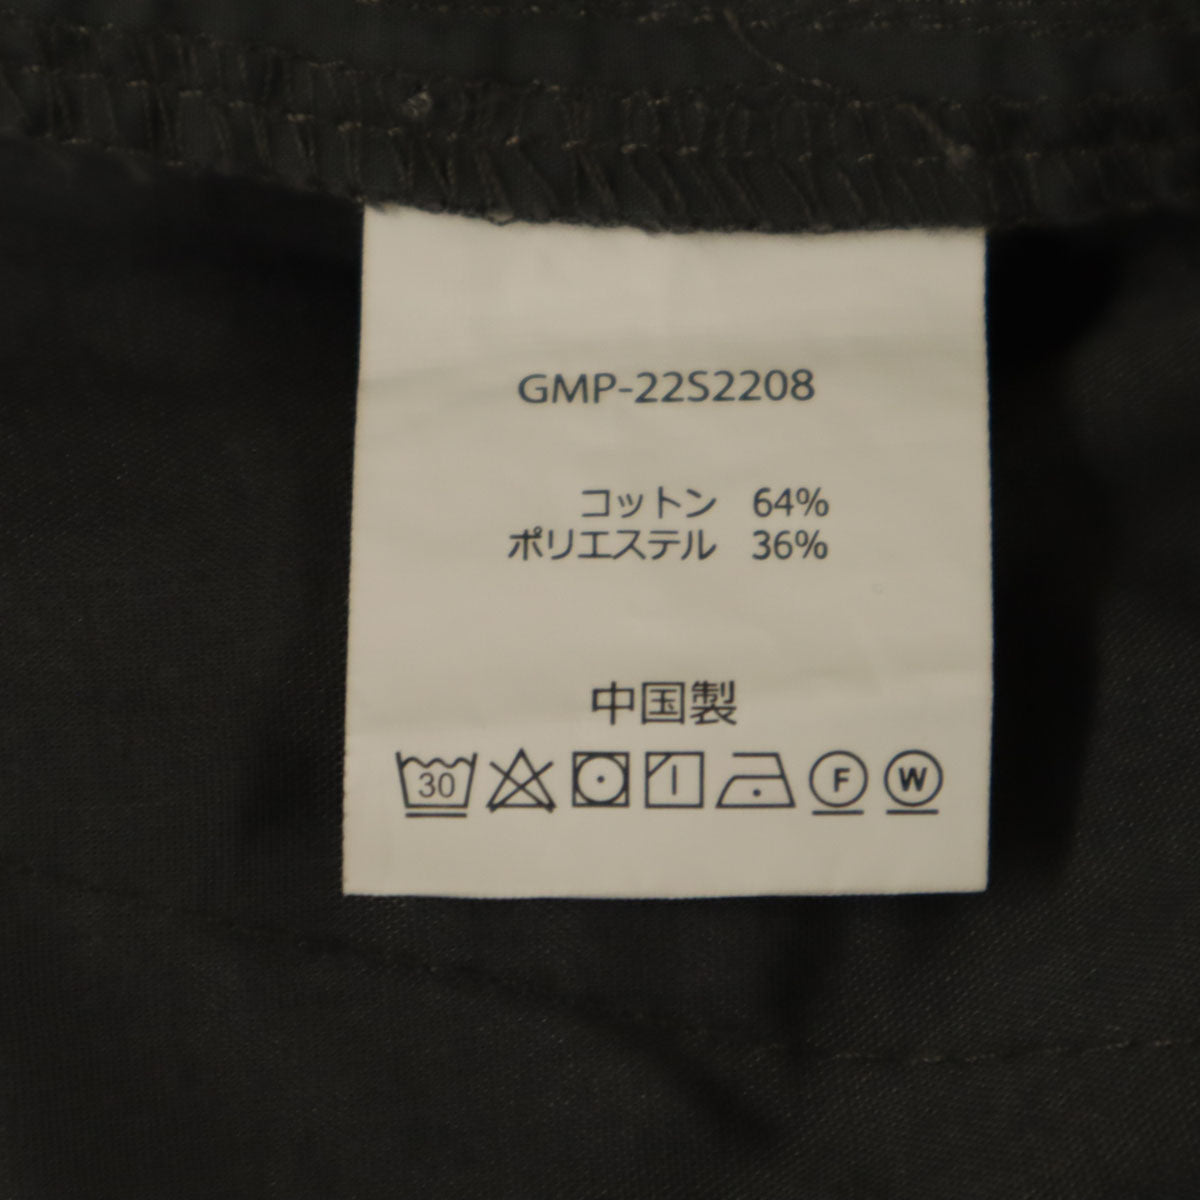 GMP-22S2208
コットン 64%
ポリエステル 36%
中国製
30 F W